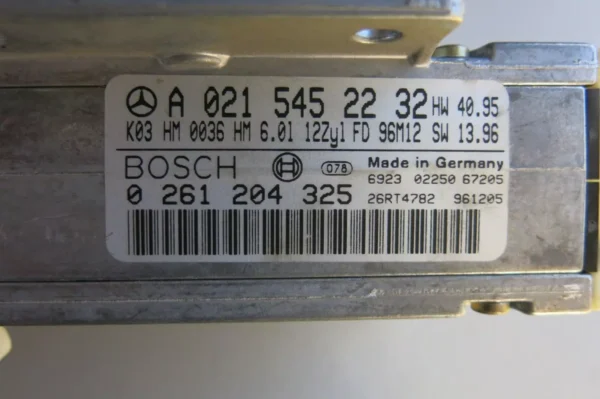 A 021 545 22 32 HW 40.95
K03 HM 0036 HM 6.0l 12Zyl FD 96M12 SW 13.96
BOSCH 078 Made in Germany
6923 02250 67205
0 261 204 325 26RT4782 961205